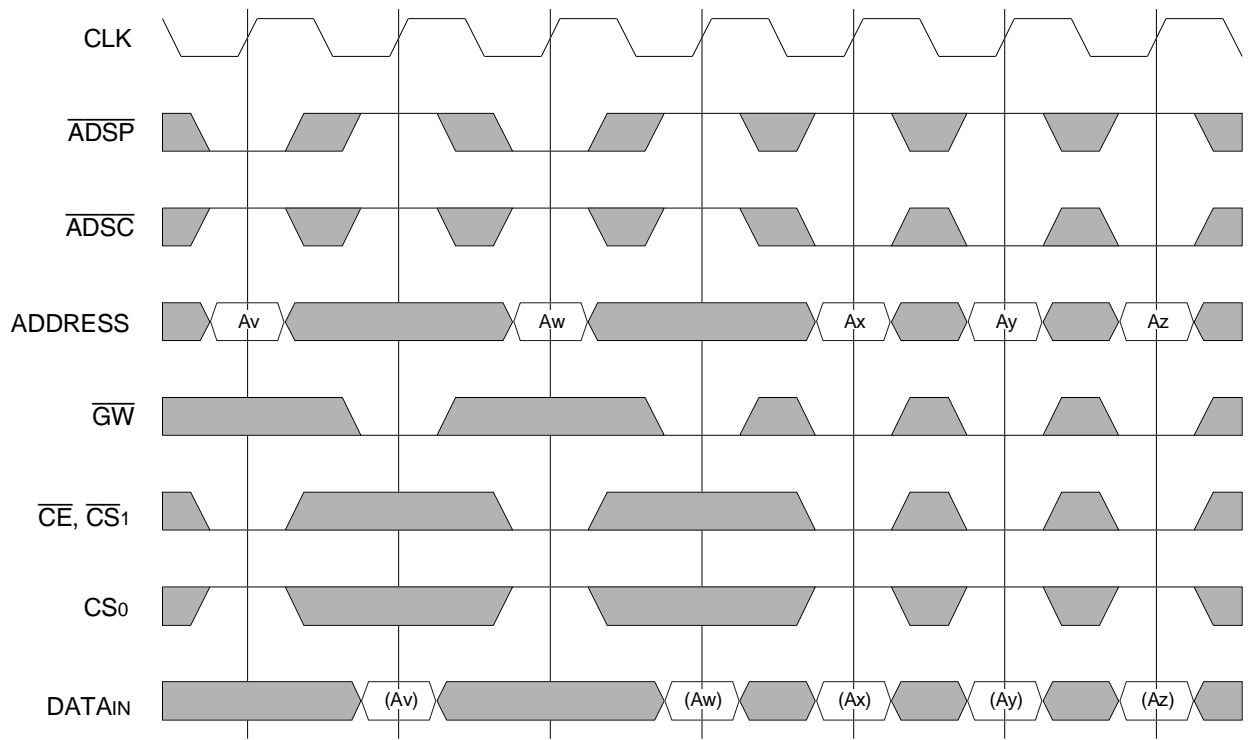 CLK
ADSP
ADSC
ADDRESS Av Aw Ax Ay Az
GW
CE, CS1
CS0
DATAIN (Av) (Aw) (Ax) (Ay) (Az)